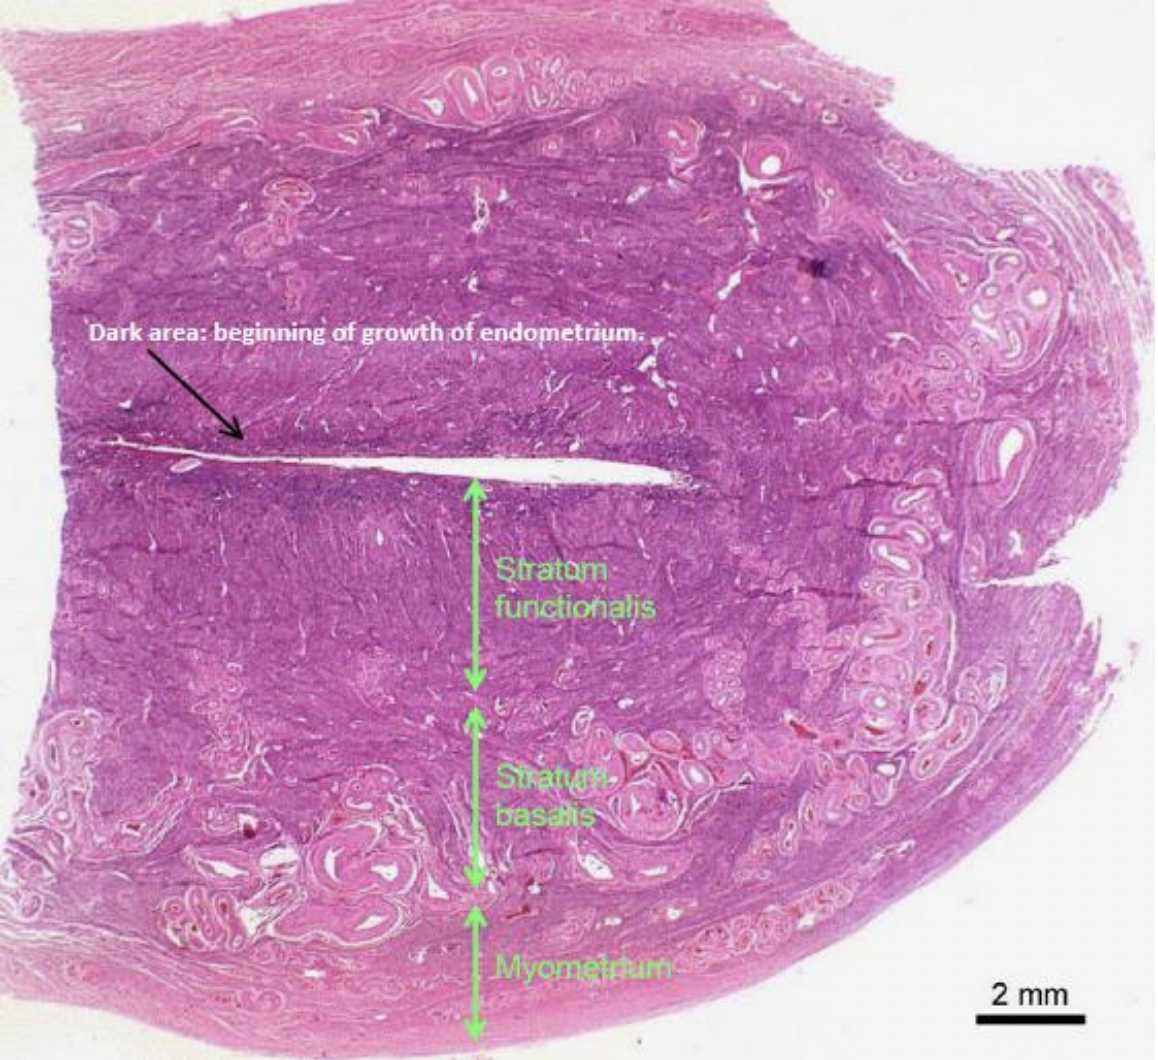 Dark area: beginning of growth of endometrium.
Stratum
functionalis
Stratum
basalis
Myometrium
2 mm